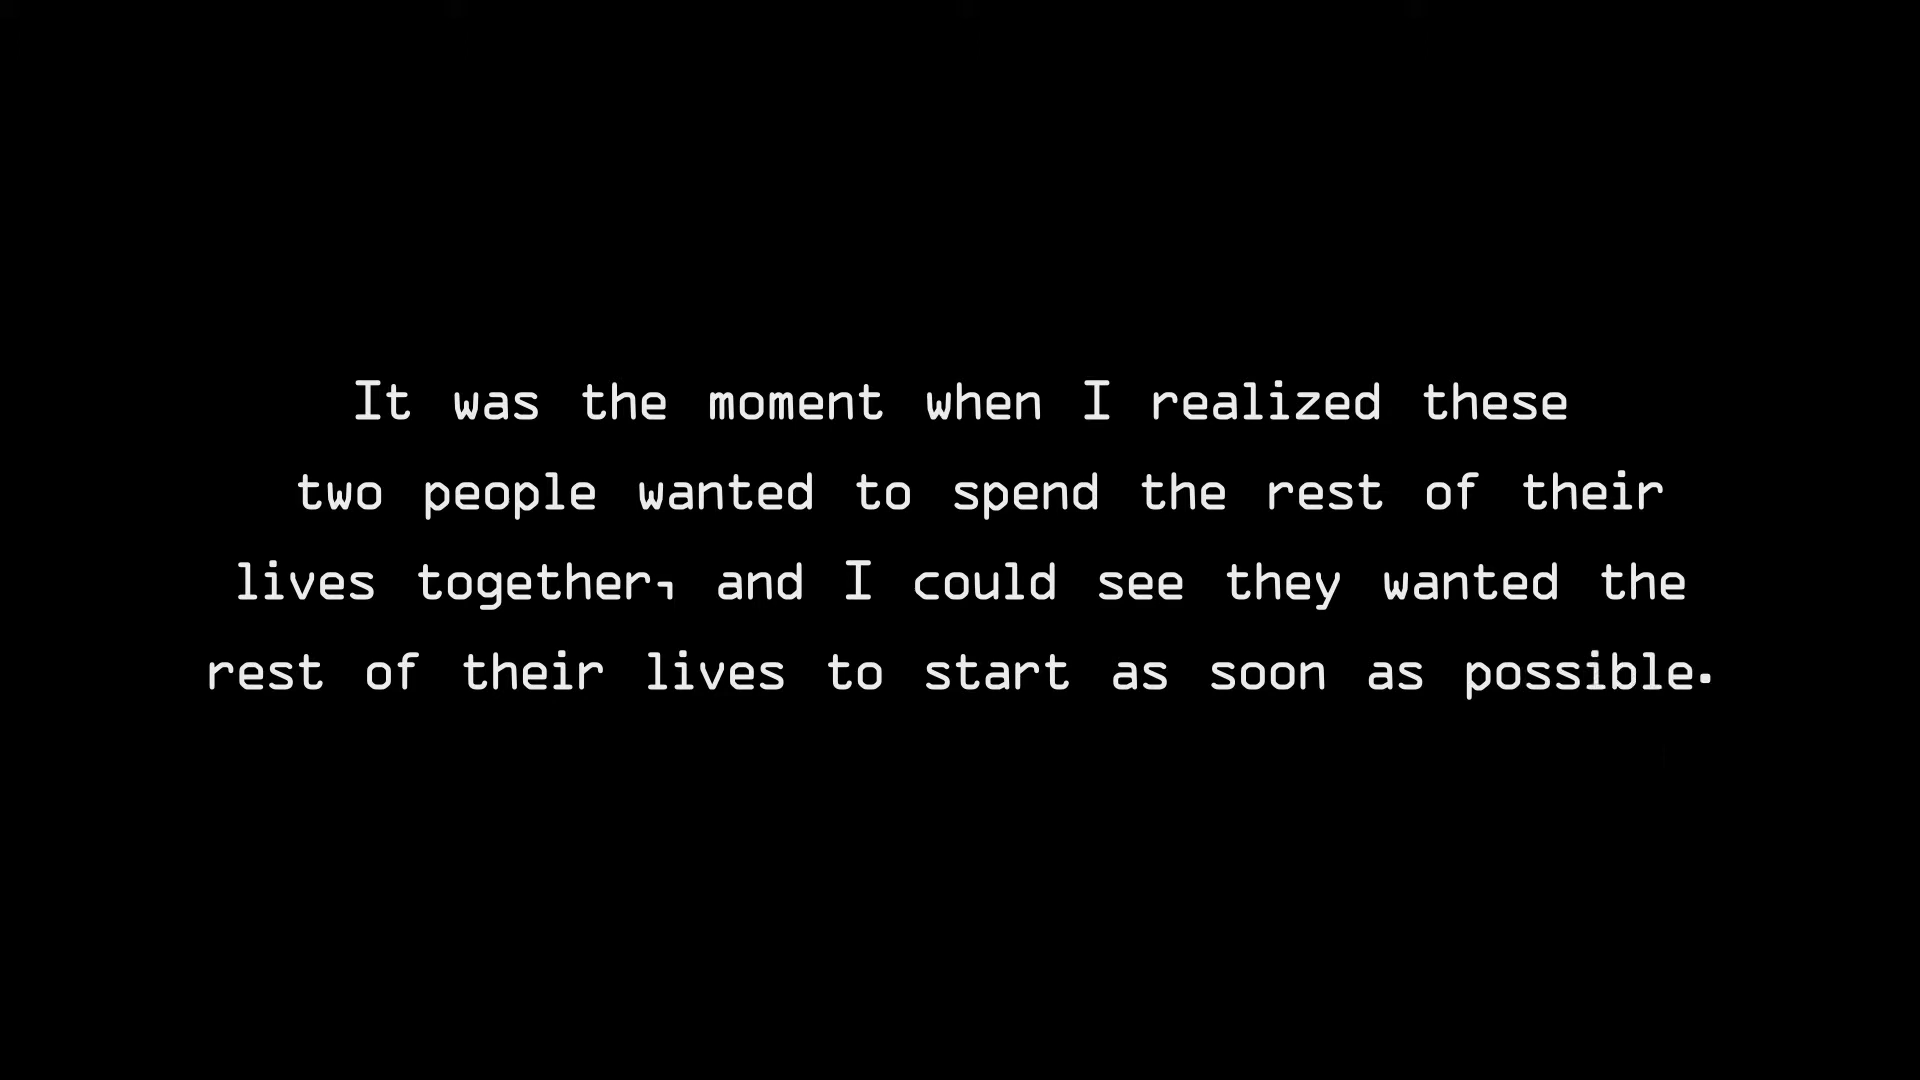 It was the moment when I realized these
two people wanted to spend the rest of their
lives together, and I could see they wanted the
rest of their lives to start as soon as possible.